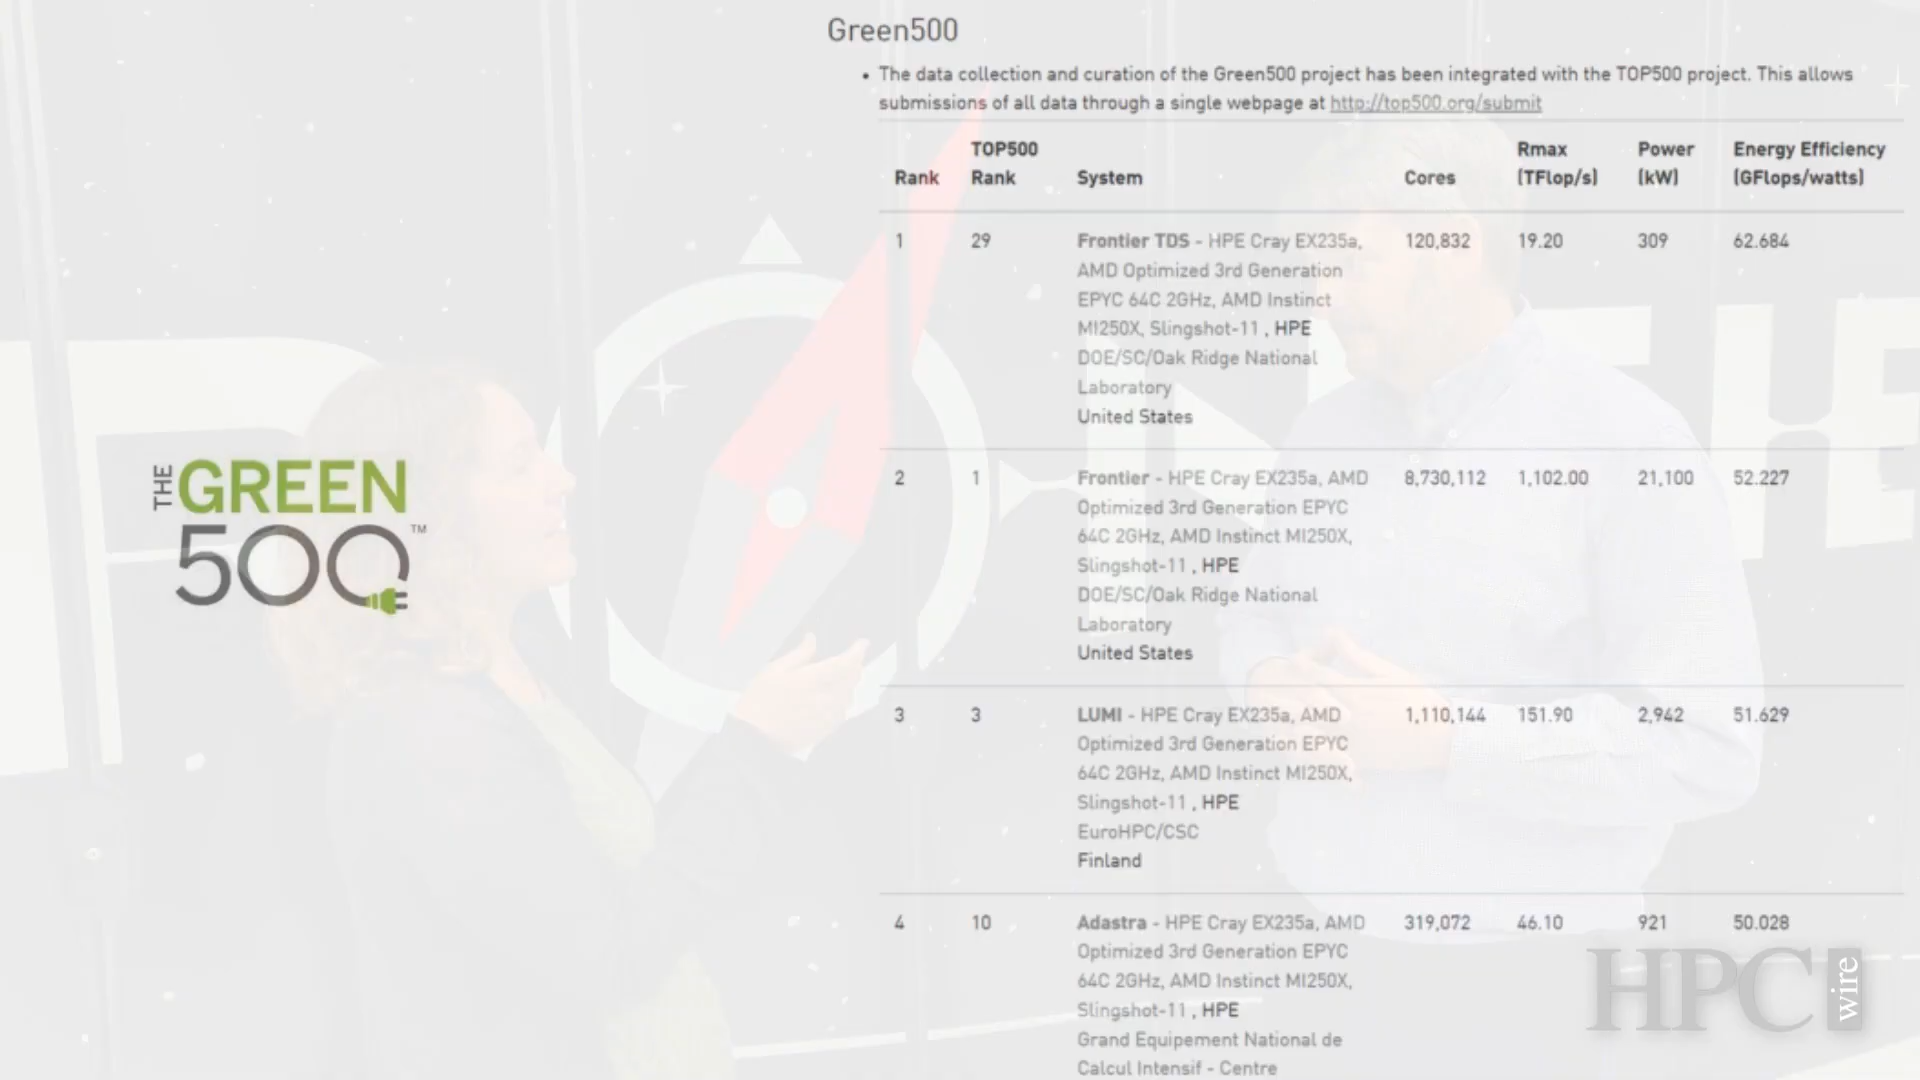 Green500
• The data collection and curation of the Green500 project has been integrated with the TOP500 project. This allows
submissions of all data through a single webpage at http://top500.org/submit
Rank TOP500 Rank System Cores Rmax (TFlop/s) Power (kW) Energy Efficiency (GFlops/watts)
1 29 Frontier TDS - HPE Cray EX235a, 120,832 19.20 309 62.684
AMD Optimized 3rd Generation
EPYC 64C 2GHz, AMD Instinct
MI250X, Slingshot-11 , HPE
DOE/SC/Oak Ridge National
Laboratory
United States
2 1 Frontier - HPE Cray EX235a, AMD 8,730,112 1,102.00 21,100 52.227
Optimized 3rd Generation EPYC
64C 2GHz, AMD Instinct MI250X,
Slingshot-11 , HPE
DOE/SC/Oak Ridge National
Laboratory
United States
3 3 LUMI - HPE Cray EX235a, AMD 1,110,144 151.90 2,942 51.629
Optimized 3rd Generation EPYC
64C 2GHz, AMD Instinct MI250X,
Slingshot-11 , HPE
EuroHPC/CSC
Finland
4 10 Adastra - HPE Cray EX235a, AMD 319,072 46.10 921 50.028
Optimized 3rd Generation EPYC
64C 2GHz, AMD Instinct MI250X,
Slingshot-11 , HPE
Grand Equipement National de
Calcul Intensif - Centre
THE GREEN
500™
HPC wire